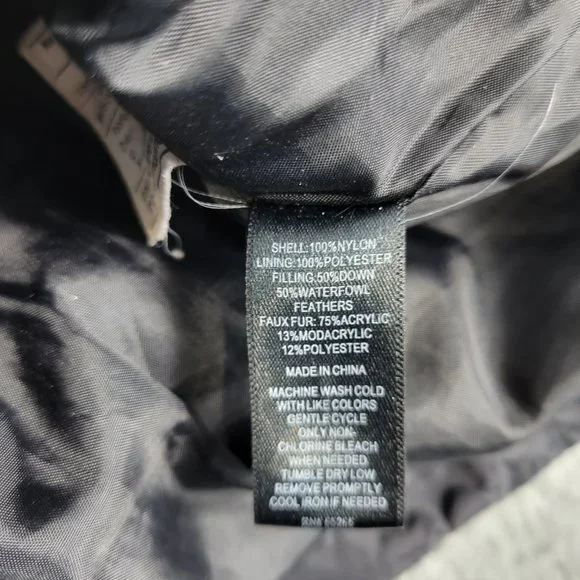 SHELL:100%NYLON
LINING:100%POLYESTER
FILLING:50%DOWN
50%WATERFOWL
FEATHERS
FAUX FUR: 75%ACRYLIC
13%MODACRYLIC
12%POLYESTER
MADE IN CHINA
MACHINE WASH COLD
WITH LIKE COLORS
GENTLE CYCLE
ONLY NON-
CHLORINE BLEACH
WHEN NEEDED
TUMBLE DRY LOW
REMOVE PROMPTLY
COOL IRON IF NEEDED